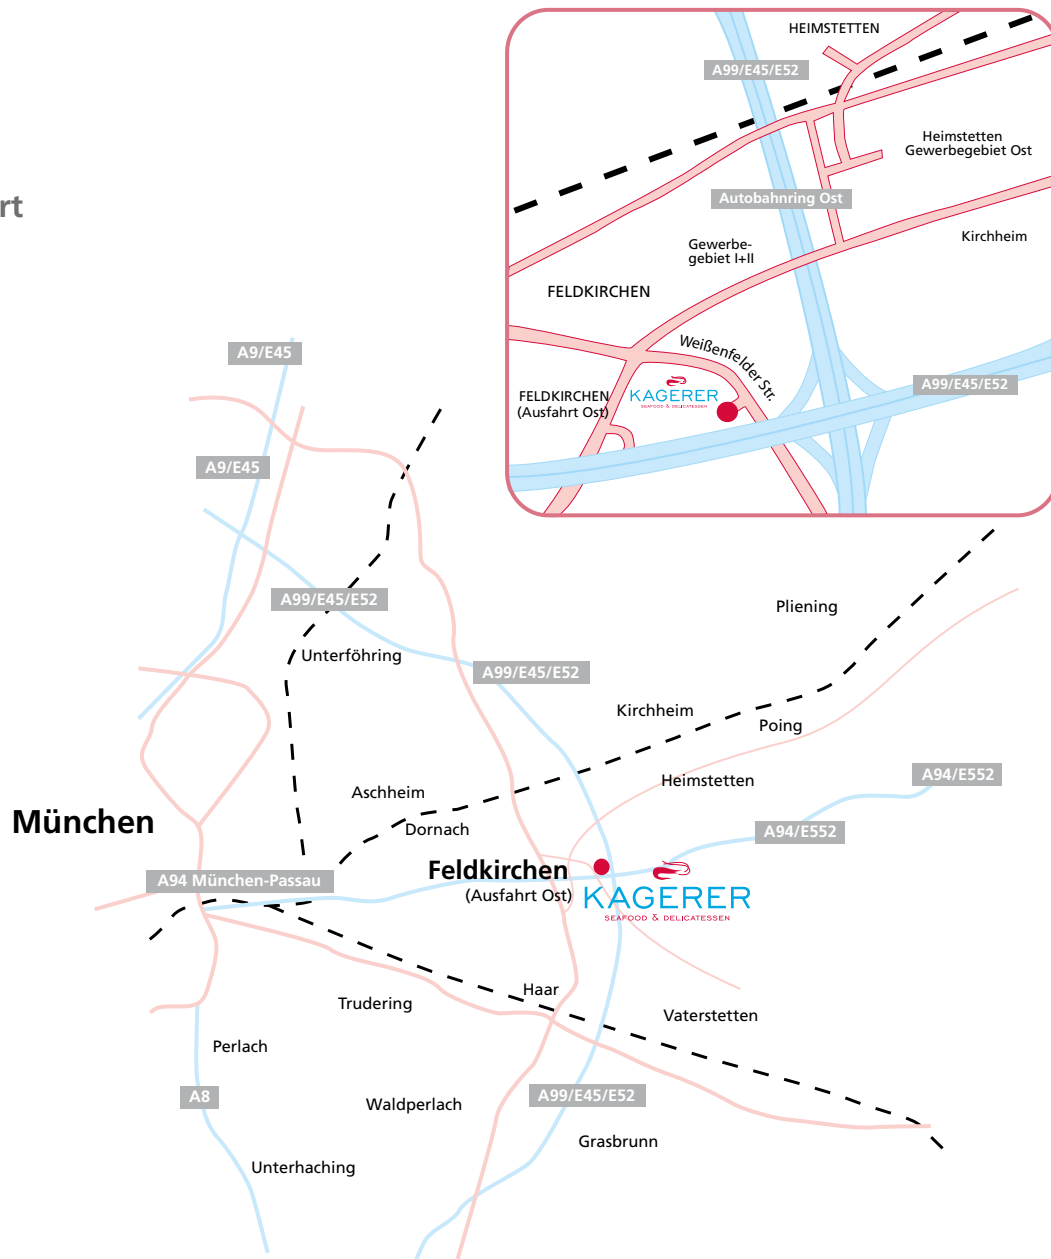 rt
HEIMSTETTEN
A99/E45/E52
Heimstetten
Gewerbegebiet Ost
Autobahnring Ost
Kirchheim
Gewerbe-
gebiet I+II
FELDKIRCHEN
Weißenfelder Str.
FELDKIRCHEN
(Ausfahrt Ost)
KAGERER
SEAFOOD & DELICATESSEN
A99/E45/E52
A9/E45
A9/E45
A99/E45/E52
Unterföhring
A99/E45/E52
Pliening
Kirchheim
Poing
Heimstetten
A94/E552
Aschheim
München
Dornach
A94/E552
Feldkirchen
(Ausfahrt Ost)
A94 München-Passau
KAGERER
SEAFOOD & DELICATESSEN
Haar
Trudering
Vaterstetten
Perlach
A8
Waldperlach
A99/E45/E52
Grasbrunn
Unterhaching